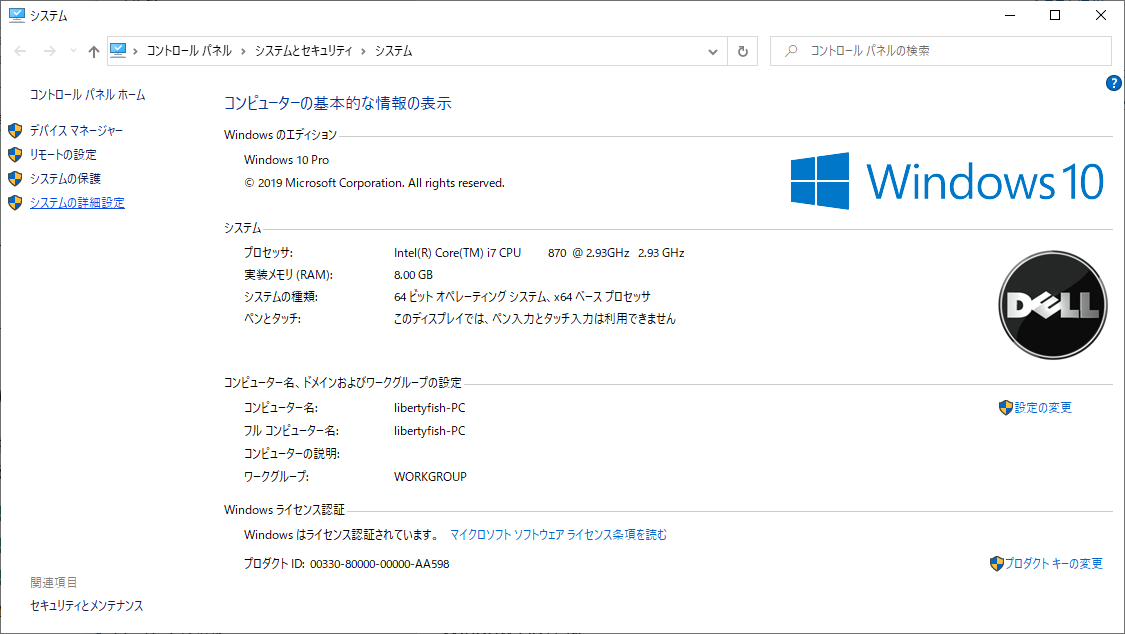 システム
コントロール パネル › システムとセキュリティ › システム
コントロール パネルの検索
コントロール パネル ホーム
デバイス マネージャー
リモートの設定
システムの保護
システムの詳細設定
コンピューターの基本的な情報の表示
Windows のエディション
Windows 10 Pro
© 2019 Microsoft Corporation. All rights reserved.
Windows 10
システム
プロセッサ: Intel(R) Core(TM) i7 CPU 870 @ 2.93GHz 2.93 GHz
実装メモリ (RAM): 8.00 GB
システムの種類: 64 ビット オペレーティング システム、x64 ベース プロセッサ
ペンとタッチ: このディスプレイでは、ペン入力とタッチ入力は利用できません
DELL
コンピューター名、ドメインおよびワークグループの設定
コンピューター名: libertyfish-PC
設定の変更
フル コンピューター名: libertyfish-PC
コンピューターの説明:
ワークグループ: WORKGROUP
Windows ライセンス認証
Windows はライセンス認証されています。 マイクロソフト ソフトウェア ライセンス条項を読む
プロダクト ID: 00330-80000-00000-AA598
プロダクト キーの変更
関連項目
セキュリティとメンテナンス